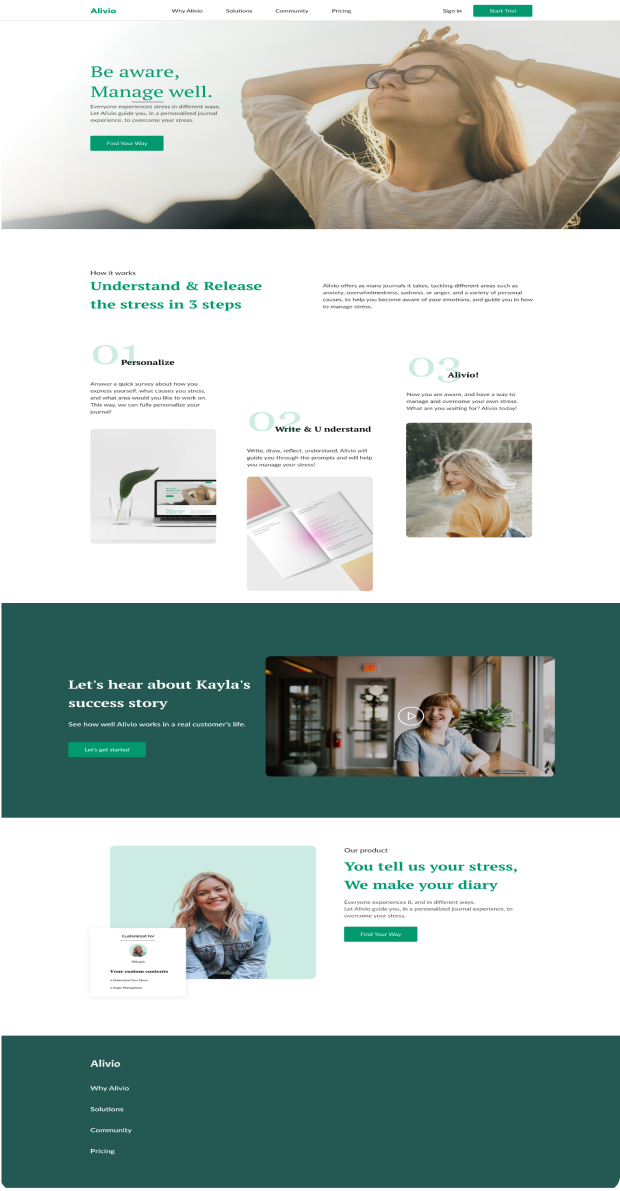 Alivio
Why Alivio
Solutions
Community
Pricing
Sign in
Start Trial
Be aware,
Manage well.
Everyone experiences stress in different ways.
Let Alivio guide you, in a personalized journal
experience, to overcome your stress.
Find Your Way
How it works
Understand & Release
the stress in 3 steps
Alivio offers as many journals it takes, tackling different areas such as
anxiety, overwhelmedness, sadness, or anger, and a variety of personal
causes, to help you become aware of your emotions, and guide you in how
to manage stress.
01
Personalize
Answer a quick survey about how you
express yourself, what causes you stress,
and what area would you like to work on.
This way, we can fully personalize your
journal!
02
Write & U nderstand
Write, draw, reflect, understand. Alivio will
guide you through the prompts and will help
you manage your stress!
03
Alivio!
Now you are aware, and have a way to
manage and overcome your own stress.
What are you waiting for? Alivio today!
Let's hear about Kayla's
success story
See how well Alivio works in a real customer's life.
Let's get started
Customized For
Mikayla
Your custom contents
• Understand Your Stress
• Anger Management
Our product
You tell us your stress,
We make your diary
Everyone experiences it, and in different ways.
Let Alivio guide you, in a personalized journal experience, to
overcome your stress.
Find Your Way
Alivio
Why Alivio
Solutions
Community
Pricing